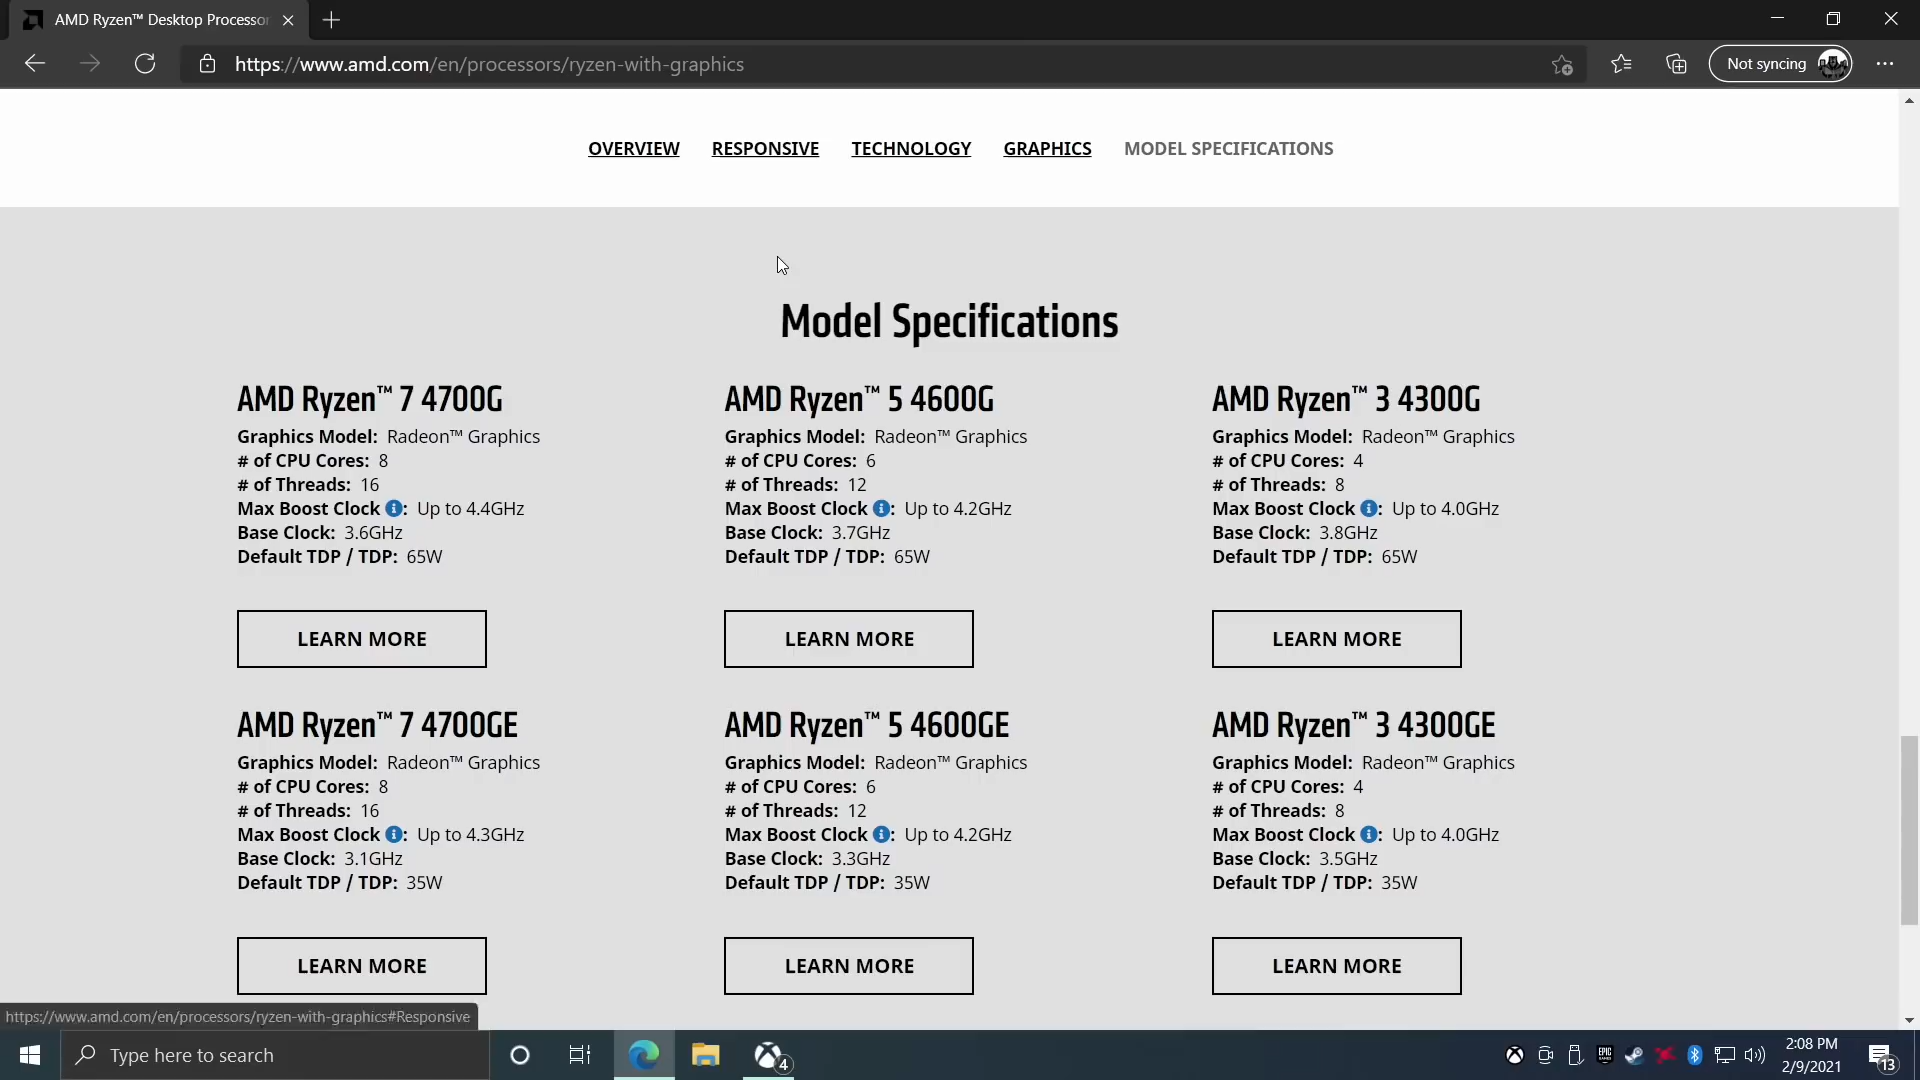 AMD Ryzen™ Desktop Processor
https://www.amd.com/en/processors/ryzen-with-graphics
Not syncing
OVERVIEW RESPONSIVE TECHNOLOGY GRAPHICS MODEL SPECIFICATIONS
Model Specifications
AMD Ryzen™ 7 4700G
Graphics Model: Radeon™ Graphics
# of CPU Cores: 8
# of Threads: 16
Max Boost Clock i: Up to 4.4GHz
Base Clock: 3.6GHz
Default TDP / TDP: 65W
LEARN MORE
AMD Ryzen™ 5 4600G
Graphics Model: Radeon™ Graphics
# of CPU Cores: 6
# of Threads: 12
Max Boost Clock i: Up to 4.2GHz
Base Clock: 3.7GHz
Default TDP / TDP: 65W
LEARN MORE
AMD Ryzen™ 3 4300G
Graphics Model: Radeon™ Graphics
# of CPU Cores: 4
# of Threads: 8
Max Boost Clock i: Up to 4.0GHz
Base Clock: 3.8GHz
Default TDP / TDP: 65W
LEARN MORE
AMD Ryzen™ 7 4700GE
Graphics Model: Radeon™ Graphics
# of CPU Cores: 8
# of Threads: 16
Max Boost Clock i: Up to 4.3GHz
Base Clock: 3.1GHz
Default TDP / TDP: 35W
LEARN MORE
AMD Ryzen™ 5 4600GE
Graphics Model: Radeon™ Graphics
# of CPU Cores: 6
# of Threads: 12
Max Boost Clock i: Up to 4.2GHz
Base Clock: 3.3GHz
Default TDP / TDP: 35W
LEARN MORE
AMD Ryzen™ 3 4300GE
Graphics Model: Radeon™ Graphics
# of CPU Cores: 4
# of Threads: 8
Max Boost Clock i: Up to 4.0GHz
Base Clock: 3.5GHz
Default TDP / TDP: 35W
LEARN MORE
https://www.amd.com/en/processors/ryzen-with-graphics#Responsive
Type here to search
4
EPIC
2:08 PM
2/9/2021
13